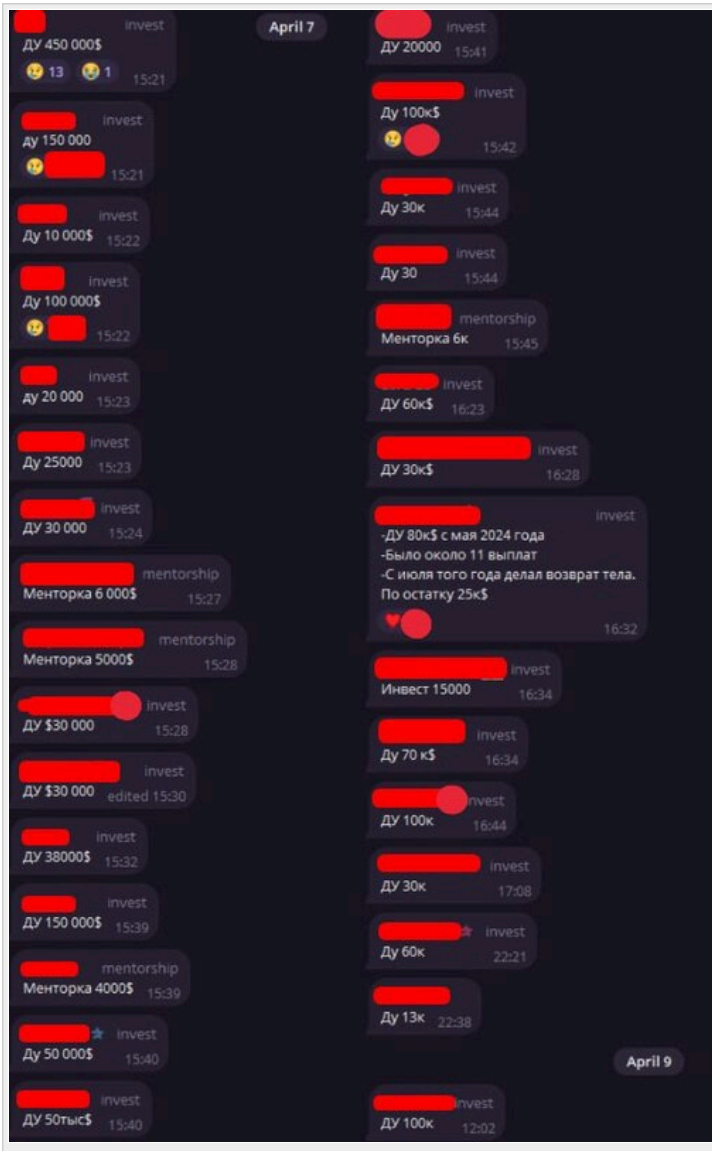 invest
ДУ 450 000$
😢 13 😭 1 15:21
April 7
invest
ду 150 000
😢 15:21
invest
Ду 10 000$ 15:22
invest
Ду 100 000$
😢 15:22
invest
ду 20 000 15:23
invest
Ду 25000 15:23
invest
ДУ 30 000 15:24
mentorship
Менторка 6 000$ 15:27
mentorship
Менторка 5000$ 15:28
invest
ДУ $30 000 15:28
invest
ДУ $30 000 edited 15:30
invest
ДУ 38000$ 15:32
invest
ДУ 150 000$ 15:39
mentorship
Менторка 4000$ 15:39
invest
Ду 50 000$ 15:40
invest
ДУ 50тыс$ 15:40
invest
ДУ 20000 15:41
invest
Ду 100к$
😢 15:42
invest
Ду 30к 15:44
invest
Ду 30 15:44
mentorship
Менторка 6к 15:45
invest
ДУ 60к$ 16:23
invest
ДУ 30к$ 16:28
invest
-ДУ 80к$ с мая 2024 года
-Было около 11 выплат
-С июля того года делал возврат тела.
По остатку 25к$
❤ 16:32
invest
Инвест 15000 16:34
invest
Ду 70 к$ 16:34
nvest
ДУ 100к 16:44
invest
ДУ 30к 17:08
invest
Ду 60к 22:21
Ду 13к 22:38
April 9
invest
ДУ 100к 12:02